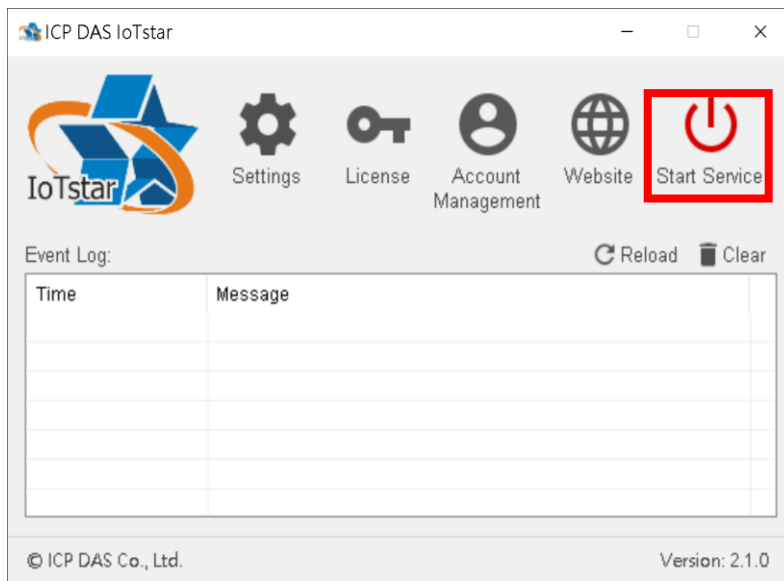 ICP DAS IoTstar
IoTstar
Settings
License
Account
Management
Website
Start Service
Event Log:
Reload
Clear
Time Message
© ICP DAS Co., Ltd.
Version: 2.1.0